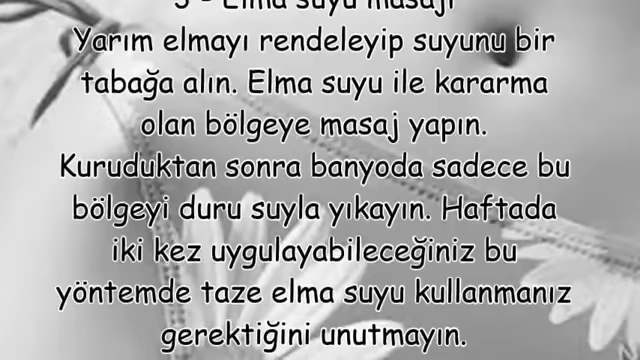 3 - Elma suyu masajı
Yarım elmayı rendeleyip suyunu bir
tabağa alın. Elma suyu ile kararma
olan bölgeye masaj yapın.
Kuruduktan sonra banyoda sadece bu
bölgeyi duru suyla yıkayın. Haftada
iki kez uygulayabileceğiniz bu
yöntemde taze elma suyu kullanmanız
gerektiğini unutmayın.